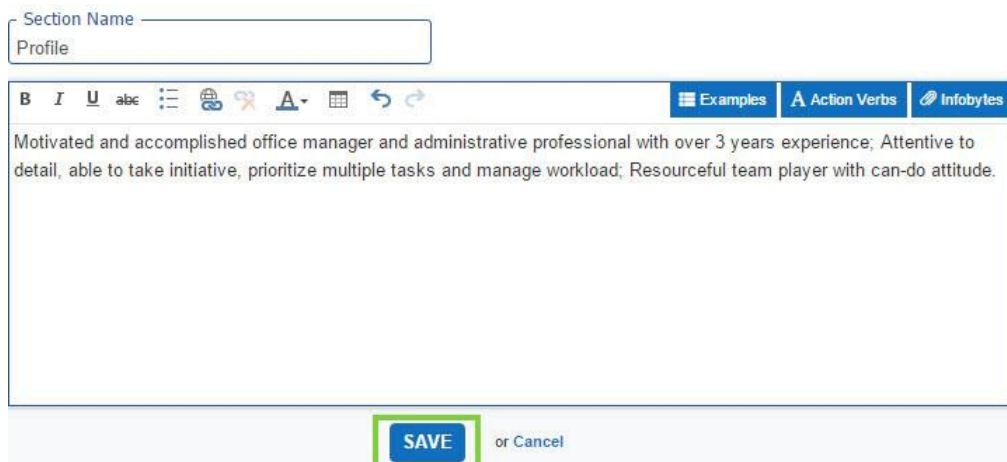 Section Name
Profile
B I U abc A Examples A Action Verbs Infobytes
Motivated and accomplished office manager and administrative professional with over 3 years experience; Attentive to
detail, able to take initiative, prioritize multiple tasks and manage workload; Resourceful team player with can-do attitude.
SAVE or Cancel